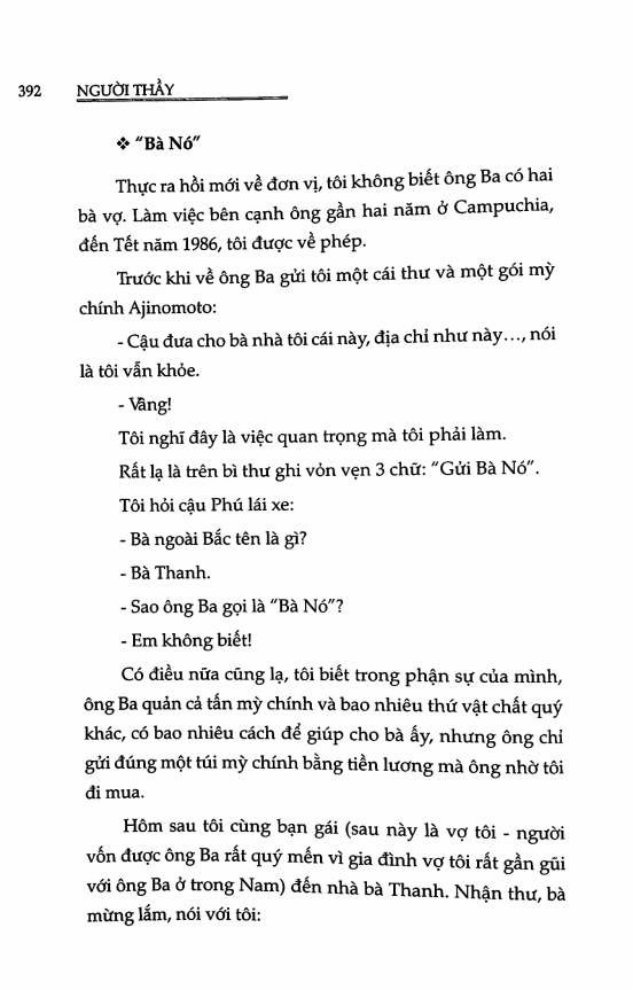 392 NGƯỜI THẦY
❖ "Bà Nó"
Thực ra hồi mới về đơn vị, tôi không biết ông Ba có hai
bà vợ. Làm việc bên cạnh ông gần hai năm ở Campuchia,
đến Tết năm 1986, tôi được về phép.
Trước khi về ông Ba gửi tôi một cái thư và một gói mỳ
chính Ajinomoto:
- Cậu đưa cho bà nhà tôi cái này, địa chỉ như này..., nói
là tôi vẫn khỏe.
- Vâng!
Tôi nghĩ đây là việc quan trọng mà tôi phải làm.
Rất lạ là trên bì thư ghi vỏn vẹn 3 chữ: "Gửi Bà Nó".
Tôi hỏi cậu Phú lái xe:
- Bà ngoài Bắc tên là gì?
- Bà Thanh.
- Sao ông Ba gọi là "Bà Nó"?
- Em không biết!
Có điều nữa cũng lạ, tôi biết trong phận sự của mình,
ông Ba quản cả tấn mỳ chính và bao nhiêu thứ vật chất quý
khác, có bao nhiêu cách để giúp cho bà ấy, nhưng ông chỉ
gửi đúng một túi mỳ chính bằng tiền lương mà ông nhờ tôi
đi mua.
Hôm sau tôi cùng bạn gái (sau này là vợ tôi - người
vốn được ông Ba rất quý mến vì gia đình vợ tôi rất gần gũi
với ông Ba ở trong Nam) đến nhà bà Thanh. Nhận thư, bà
mừng lắm, nói với tôi: